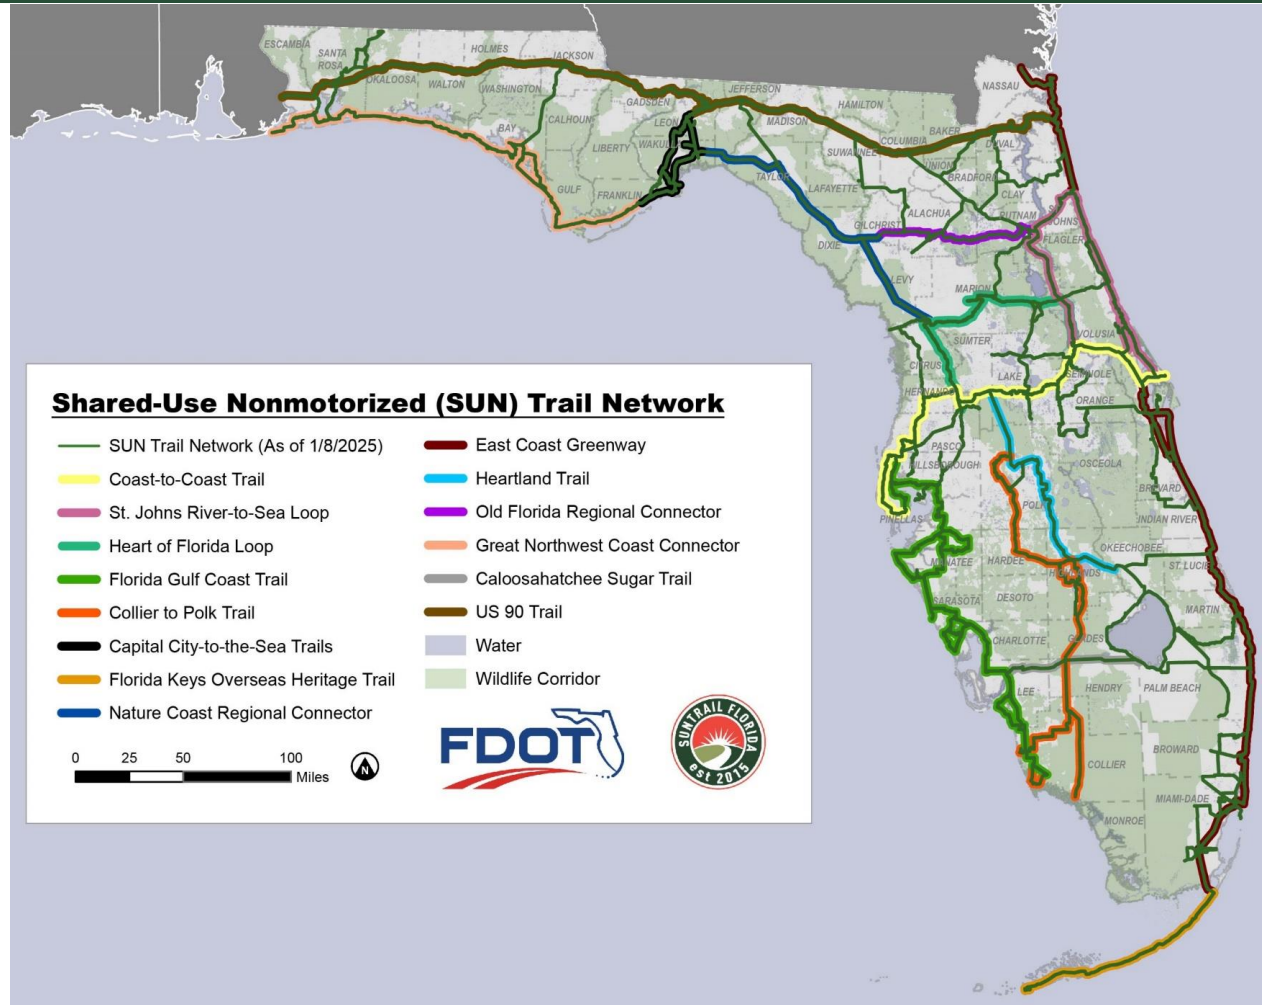 ESCAMBIA
SANTA
ROSA
OKALOOSA
WALTON
HOLMES
WASHINGTON
JACKSON
BAY
CALHOUN
GULF
LIBERTY
GADSDEN
LEON
WAKULLA
FRANKLIN
JEFFERSON
MADISON
TAYLOR
HAMILTON
SUWANNEE
LAFAYETTE
DIXIE
COLUMBIA
BAKER
NASSAU
DUVAL
UNION
BRADFORD
CLAY
ST
JOHNS
GILCHRIST
ALACHUA
PUTNAM
FLAGLER
LEVY
MARION
VOLUSIA
CITRUS
SUMTER
LAKE
SEMINOLE
HERNANDO
ORANGE
PASCO
HILLSBOROUGH
PINELLAS
POLK
OSCEOLA
BREVARD
INDIAN RIVER
MANATEE
HARDEE
HIGHLANDS
OKEECHOBEE
ST. LUCIE
SARASOTA
DESOTO
MARTIN
CHARLOTTE
GLADES
LEE
HENDRY
PALM BEACH
COLLIER
BROWARD
MIAMI-DADE
MONROE
Shared-Use Nonmotorized (SUN) Trail Network
SUN Trail Network (As of 1/8/2025)
Coast-to-Coast Trail
St. Johns River-to-Sea Loop
Heart of Florida Loop
Florida Gulf Coast Trail
Collier to Polk Trail
Capital City-to-the-Sea Trails
Florida Keys Overseas Heritage Trail
Nature Coast Regional Connector
East Coast Greenway
Heartland Trail
Old Florida Regional Connector
Great Northwest Coast Connector
Caloosahatchee Sugar Trail
US 90 Trail
Water
Wildlife Corridor
0 25 50 100
Miles
N
FDOT
SUNTRAIL FLORIDA
est 2015